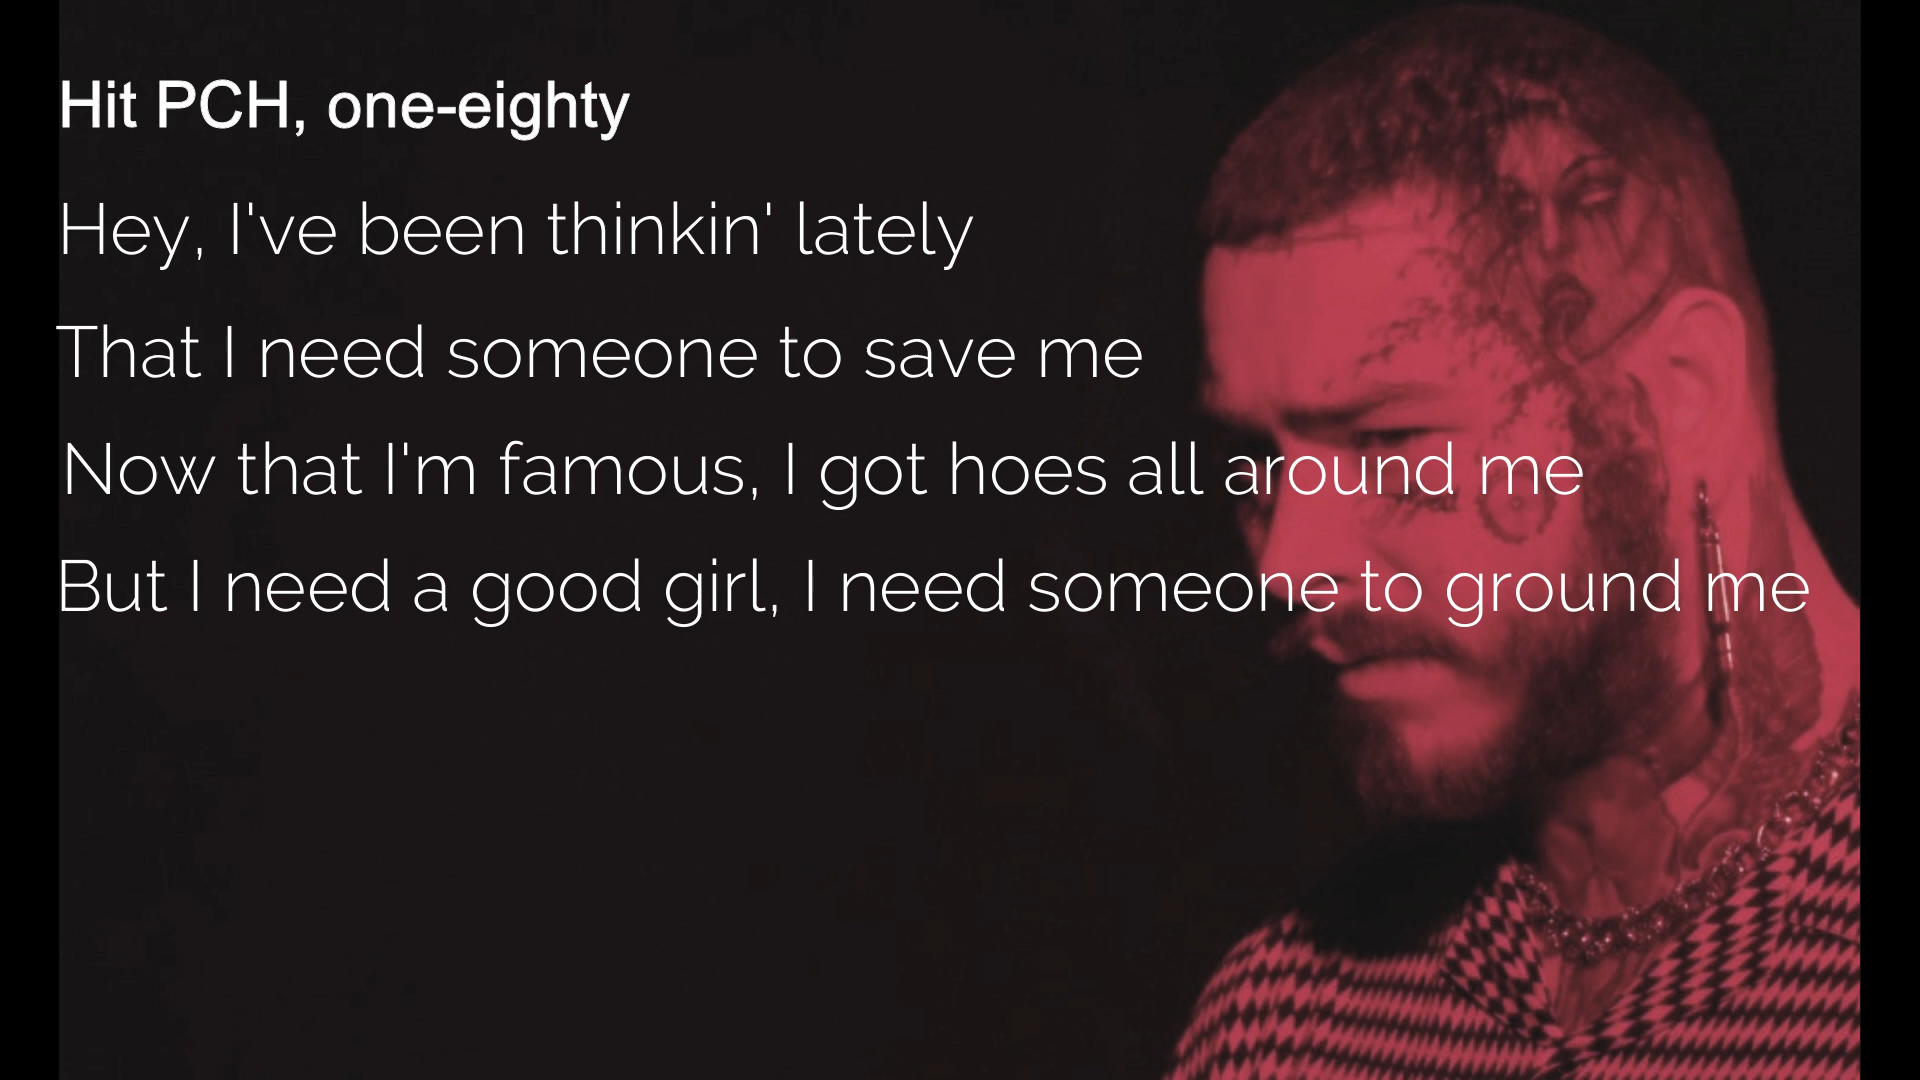 Hit PCH, one-eighty
Hey, I've been thinkin' lately
That I need someone to save me
Now that I'm famous, I got hoes all around me
But I need a good girl, I need someone to ground me